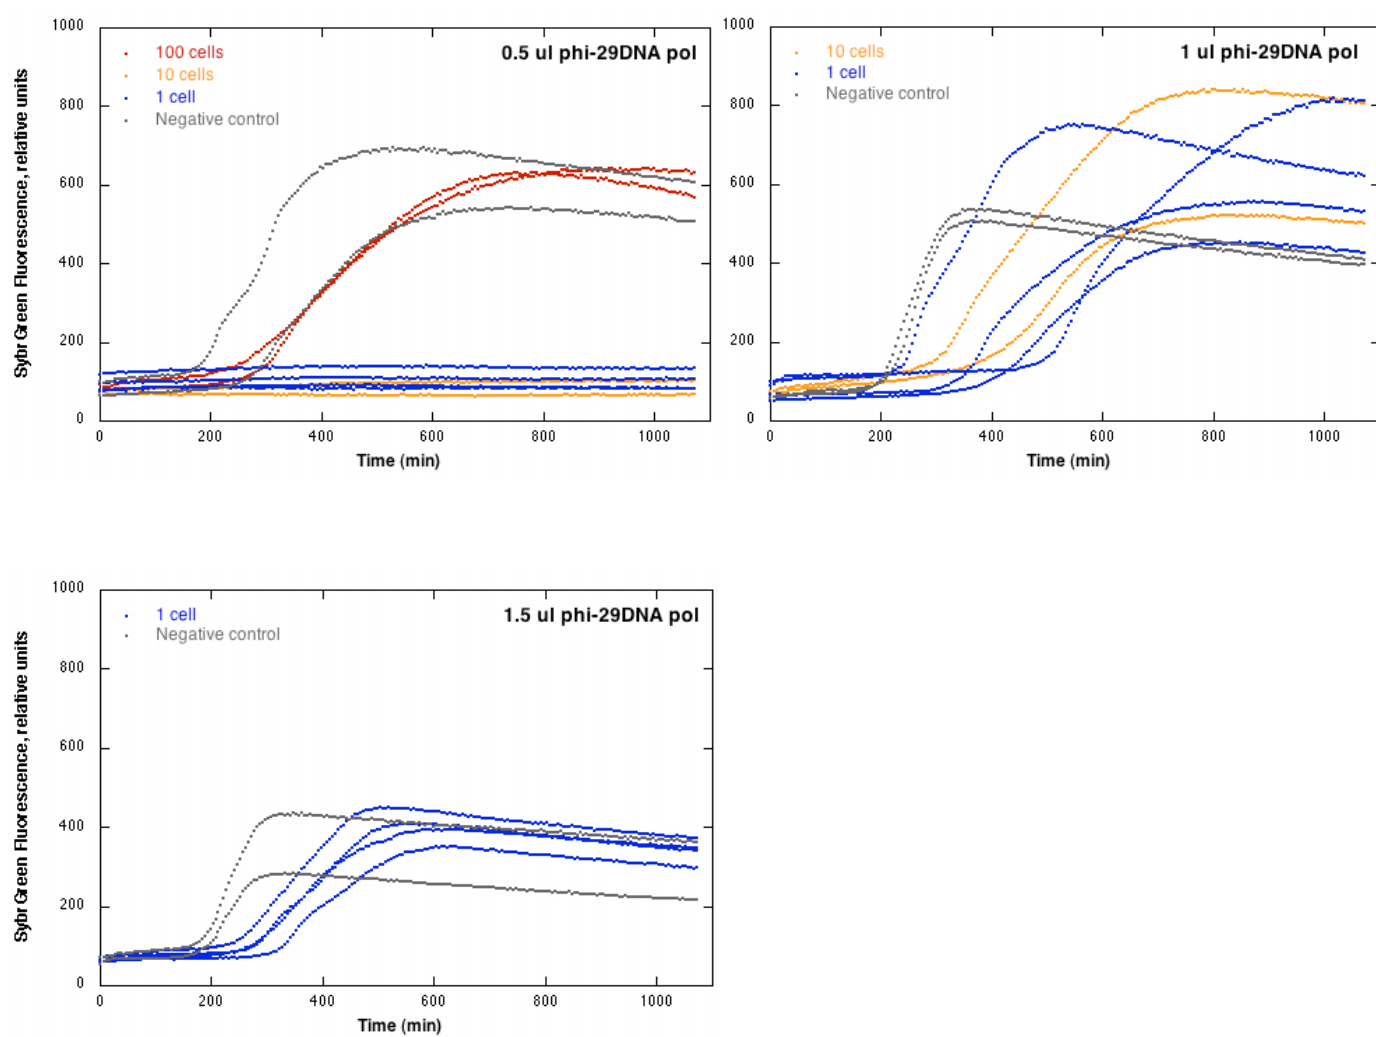 0.5 ul phi-29DNA pol
100 cells
10 cells
1 cell
Negative control
Sybr Green Fluorescence, relative units
1000
800
600
400
200
0
0 200 400 600 800 1000
Time (min)
1 ul phi-29DNA pol
10 cells
1 cell
Negative control
1000
800
600
400
200
0
0 200 400 600 800 1000
Time (min)
1.5 ul phi-29DNA pol
1 cell
Negative control
Sybr Green Fluorescence, relative units
1000
800
600
400
200
0
0 200 400 600 800 1000
Time (min)